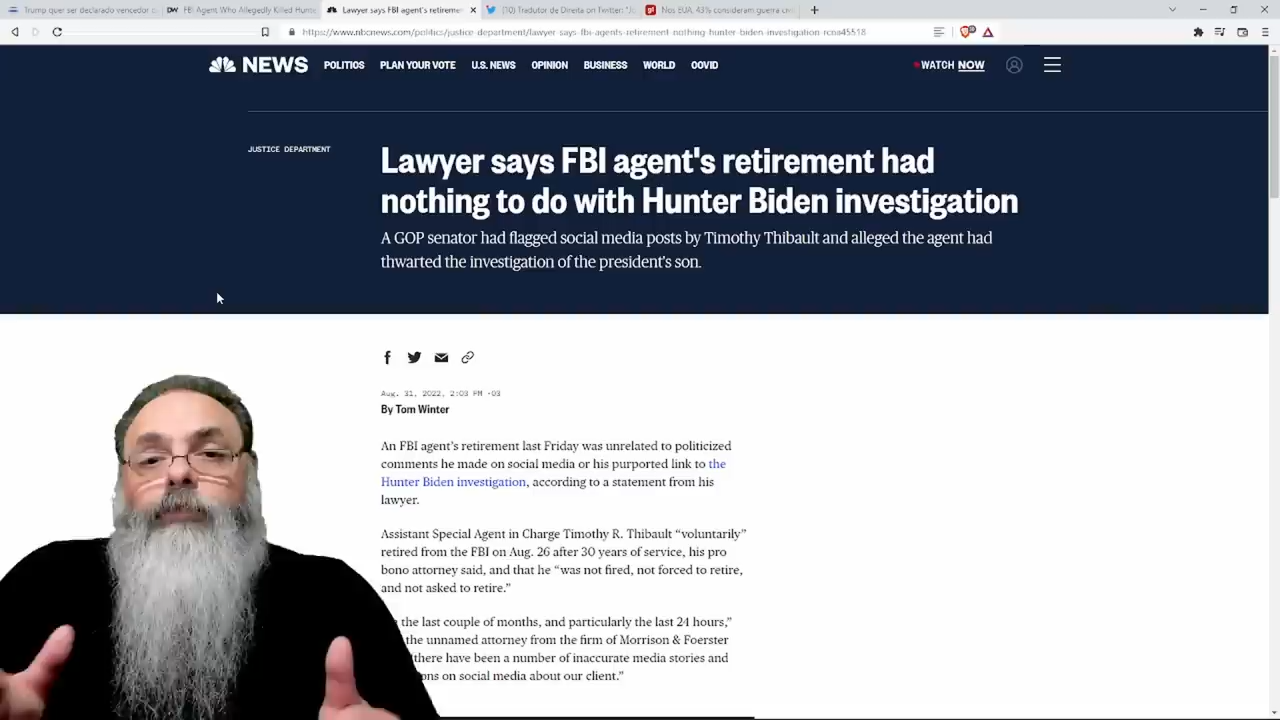 Trump quer ser declarado vencedor
FBI Agent Who Allegedly Killed Hunte
Lawyer says FBI agent's retiremen
(10) Tradutor de Direita on Twitter: "Jo
Nos EUA, 43% consideram guerra civ
https://www.nbcnews.com/politics/justice-department/lawyer-says-fbi-agents-retirement-nothing-hunter-biden-investigation-rcna45518
NEWS POLITICS PLAN YOUR VOTE U.S. NEWS OPINION BUSINESS WORLD COVID WATCH NOW
JUSTICE DEPARTMENT
Lawyer says FBI agent's retirement had
nothing to do with Hunter Biden investigation
A GOP senator had flagged social media posts by Timothy Thibault and alleged the agent had
thwarted the investigation of the president's son.
Aug. 31, 2022, 2:03 PM -03
By Tom Winter
An FBI agent's retirement last Friday was unrelated to politicized
comments he made on social media or his purported link to the
Hunter Biden investigation, according to a statement from his
lawyer.
Assistant Special Agent in Charge Timothy R. Thibault “voluntarily”
retired from the FBI on Aug. 26 after 30 years of service, his pro
bono attorney said, and that he “was not fired, not forced to retire,
and not asked to retire.”
the last couple of months, and particularly the last 24 hours,”
the unnamed attorney from the firm of Morrison & Foerster
there have been a number of inaccurate media stories and
ons on social media about our client.”